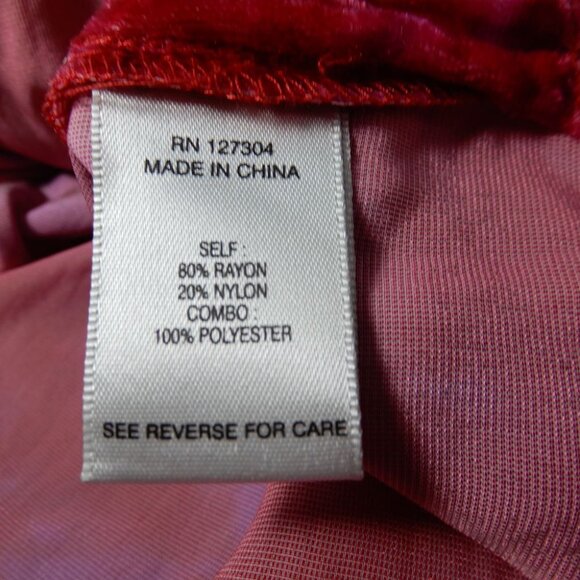 RN 127304
MADE IN CHINA
SELF :
80% RAYON
20% NYLON
COMBO :
100% POLYESTER
SEE REVERSE FOR CARE